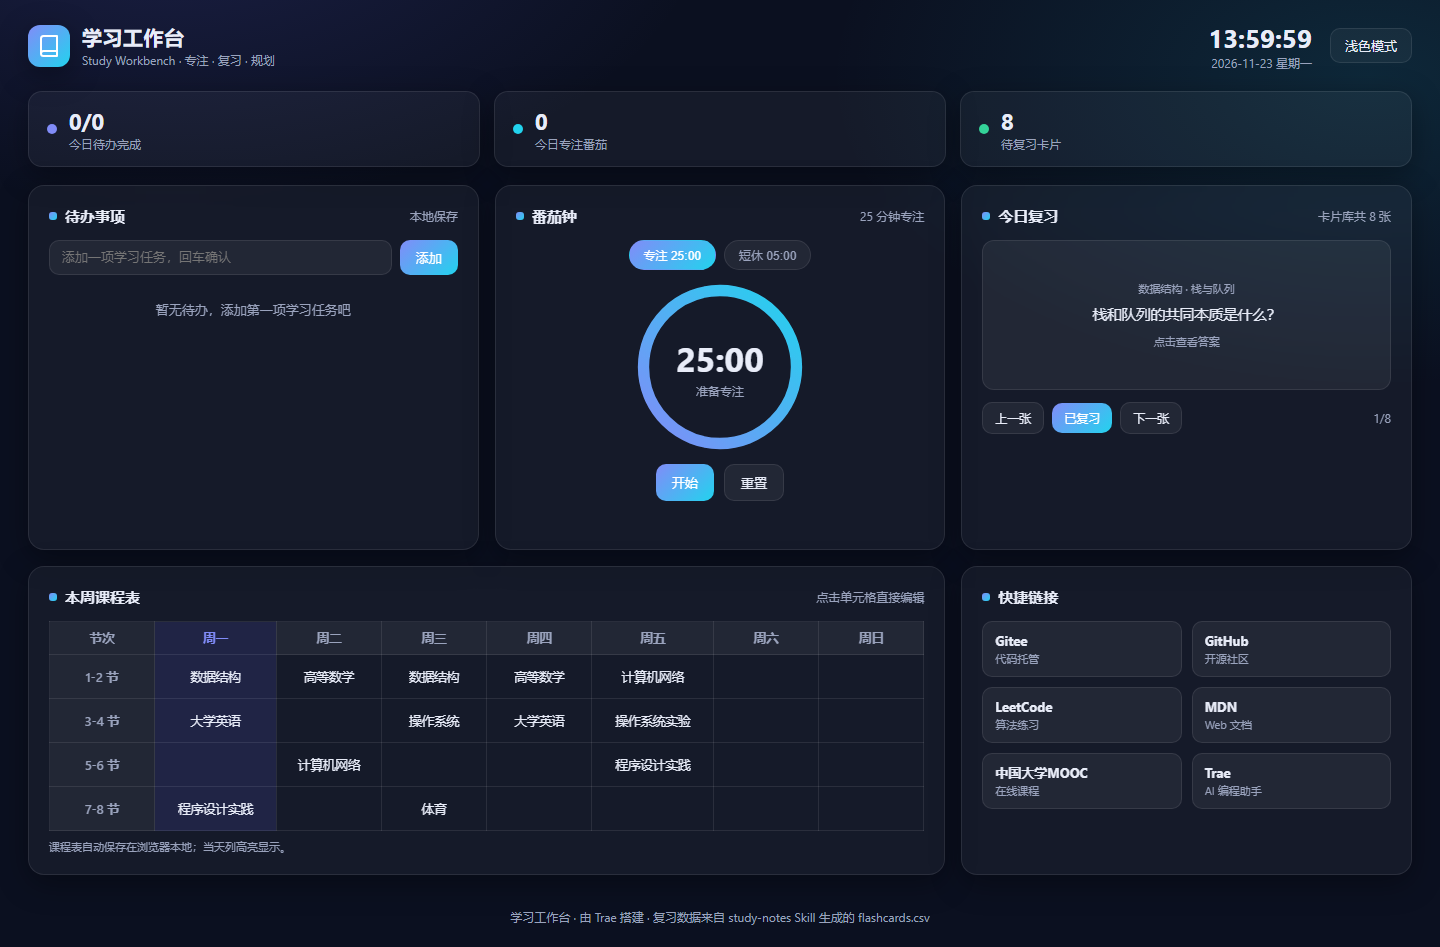 学习工作台
Study Workbench · 专注 · 复习 · 规划
13:59:59
2026-11-23 星期一
浅色模式
0/0
今日待办完成
0
今日专注番茄
8
待复习卡片
待办事项
本地保存
添加一项学习任务，回车确认
添加
暂无待办，添加第一项学习任务吧
番茄钟
25 分钟专注
专注 25:00
短休 05:00
25:00
准备专注
开始
重置
今日复习
卡片库共 8 张
数据结构 · 栈与队列
栈和队列的共同本质是什么？
点击查看答案
上一张
已复习
下一张
1/8
本周课程表
点击单元格直接编辑
节次 周一 周二 周三 周四 周五 周六 周日
1-2 节 数据结构 高等数学 数据结构 高等数学 计算机网络
3-4 节 大学英语 操作系统 大学英语 操作系统实验
5-6 节 计算机网络 程序设计实践
7-8 节 程序设计实践 体育
课程表自动保存在浏览器本地；当天列高亮显示。
快捷链接
Gitee
代码托管
GitHub
开源社区
LeetCode
算法练习
MDN
Web 文档
中国大学MOOC
在线课程
Trae
AI 编程助手
学习工作台 · 由 Trae 搭建 · 复习数据来自 study-notes Skill 生成的 flashcards.csv